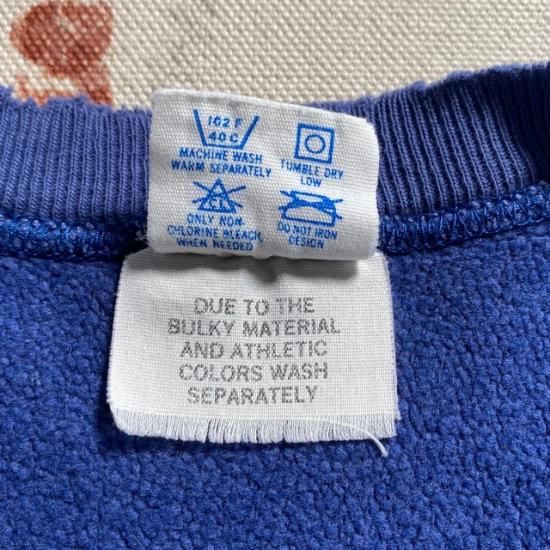 102 F
40 C
MACHINE WASH
WARM SEPARATELY
TUMBLE DRY
LOW
CL
ONLY NON-
CHLORINE BLEACH
WHEN NEEDED
DO NOT IRON
DESIGN
DUE TO THE
BULKY MATERIAL
AND ATHLETIC
COLORS WASH
SEPARATELY